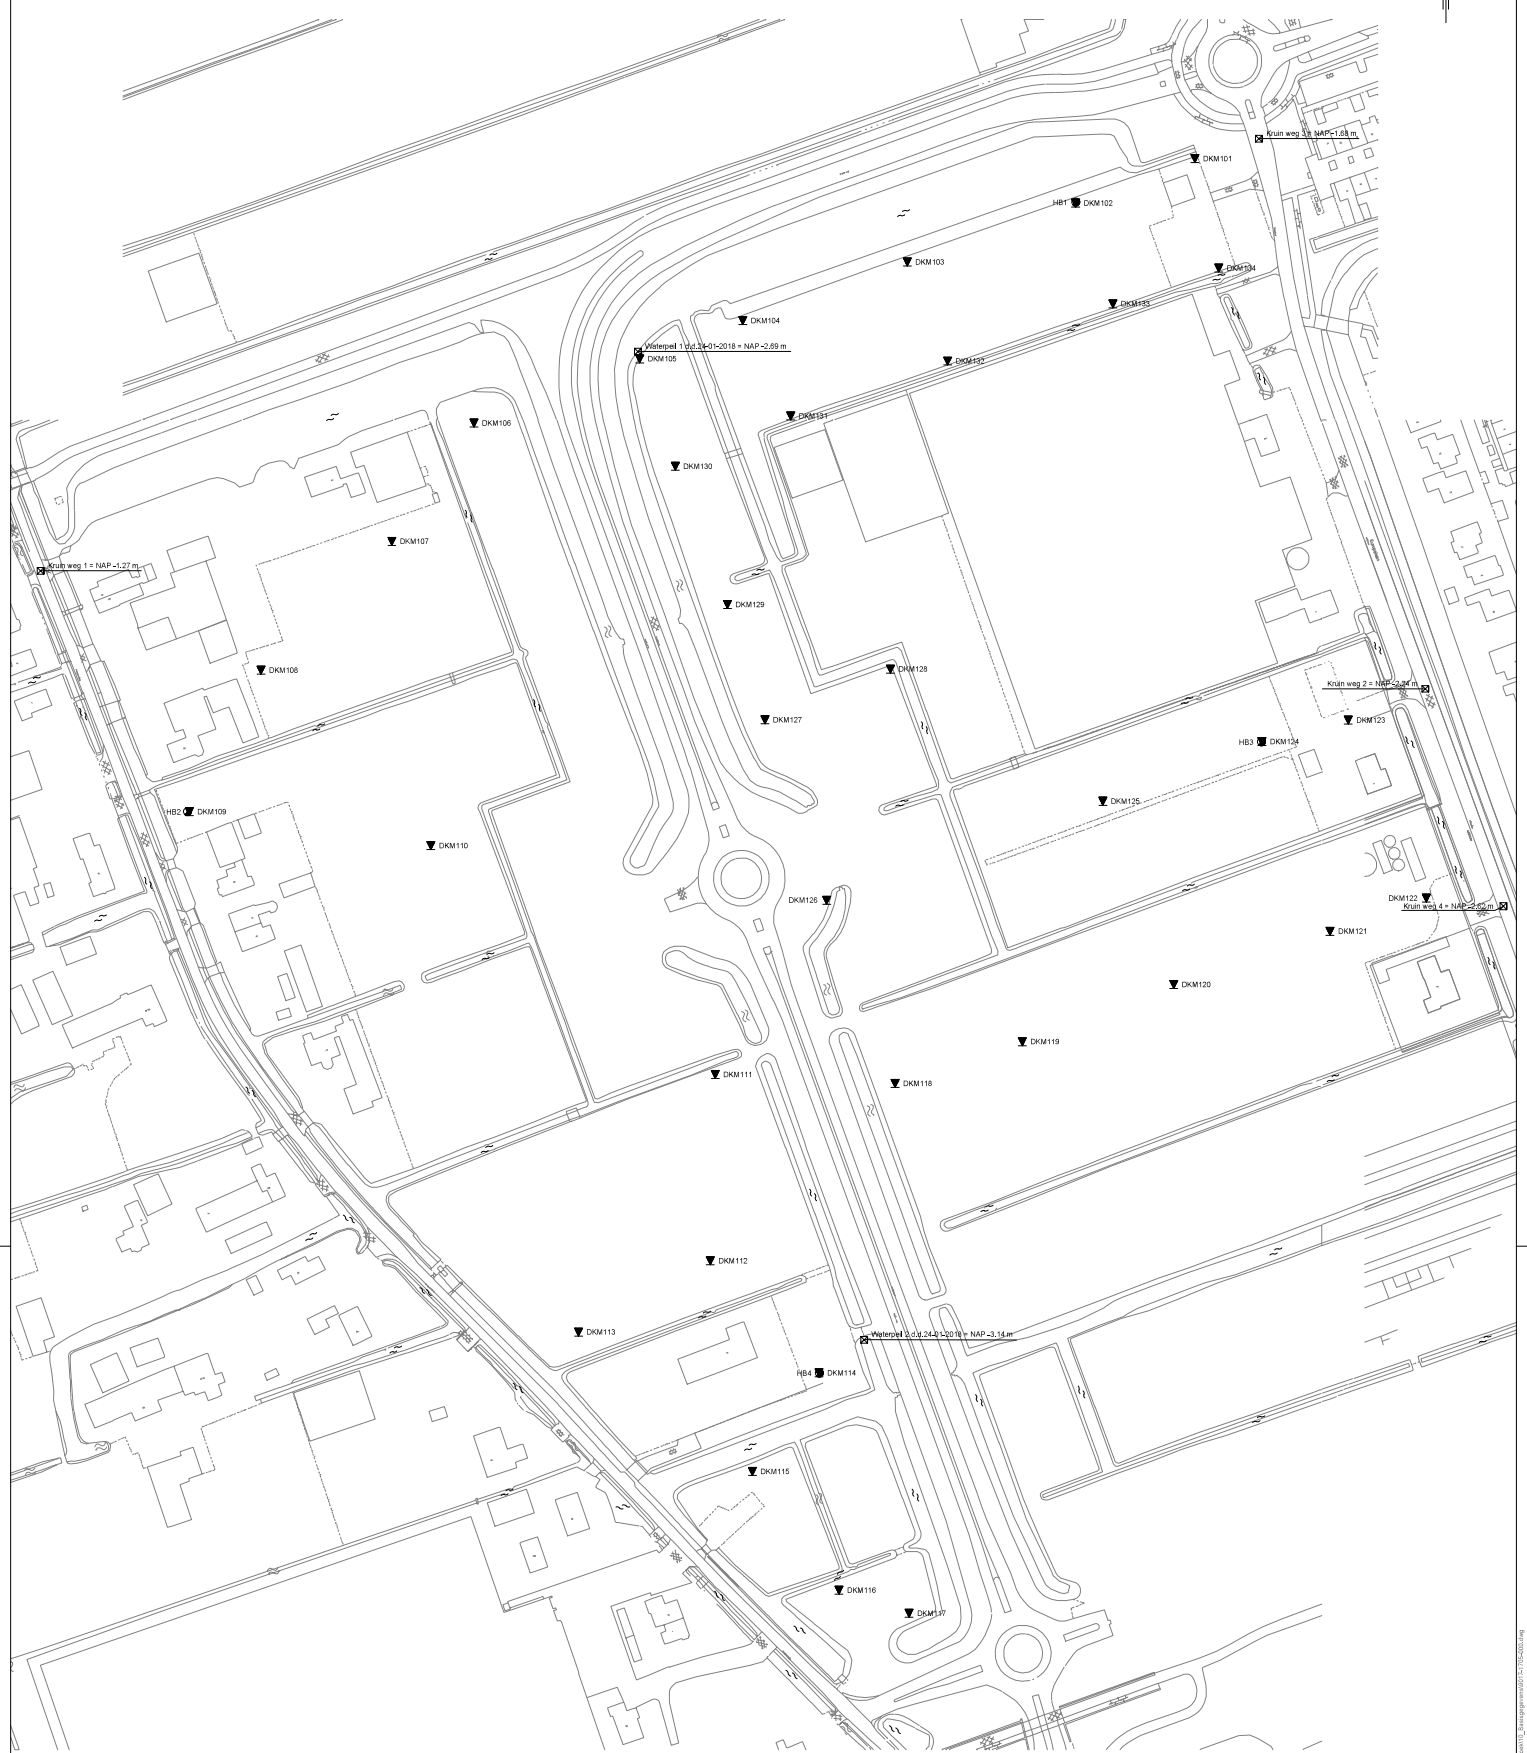 Kruin weg 3 = NAP -1.68 m
DKM101
HB1 DKM102
DKM103
DKM134
DKM133
DKM104
Waterpeil 1 d.d.24-01-2018 = NAP -2.69 m
DKM105
DKM132
DKM131
DKM106
DKM130
DKM107
Kruin weg 1 = NAP -1.27 m
DKM129
DKM108
DKM128
Kruin weg 2 = NAP -2.24 m
DKM127
DKM123
HB3 DKM124
DKM125
HB2 DKM109
DKM110
DKM126
DKM122
Kruin weg 4 = NAP -2.62 m
DKM121
DKM120
DKM119
DKM111
DKM118
DKM112
DKM113
Waterpeil 2 d.d.24-01-2018 = NAP -3.14 m
HB4 DKM114
DKM115
DKM116
DKM117